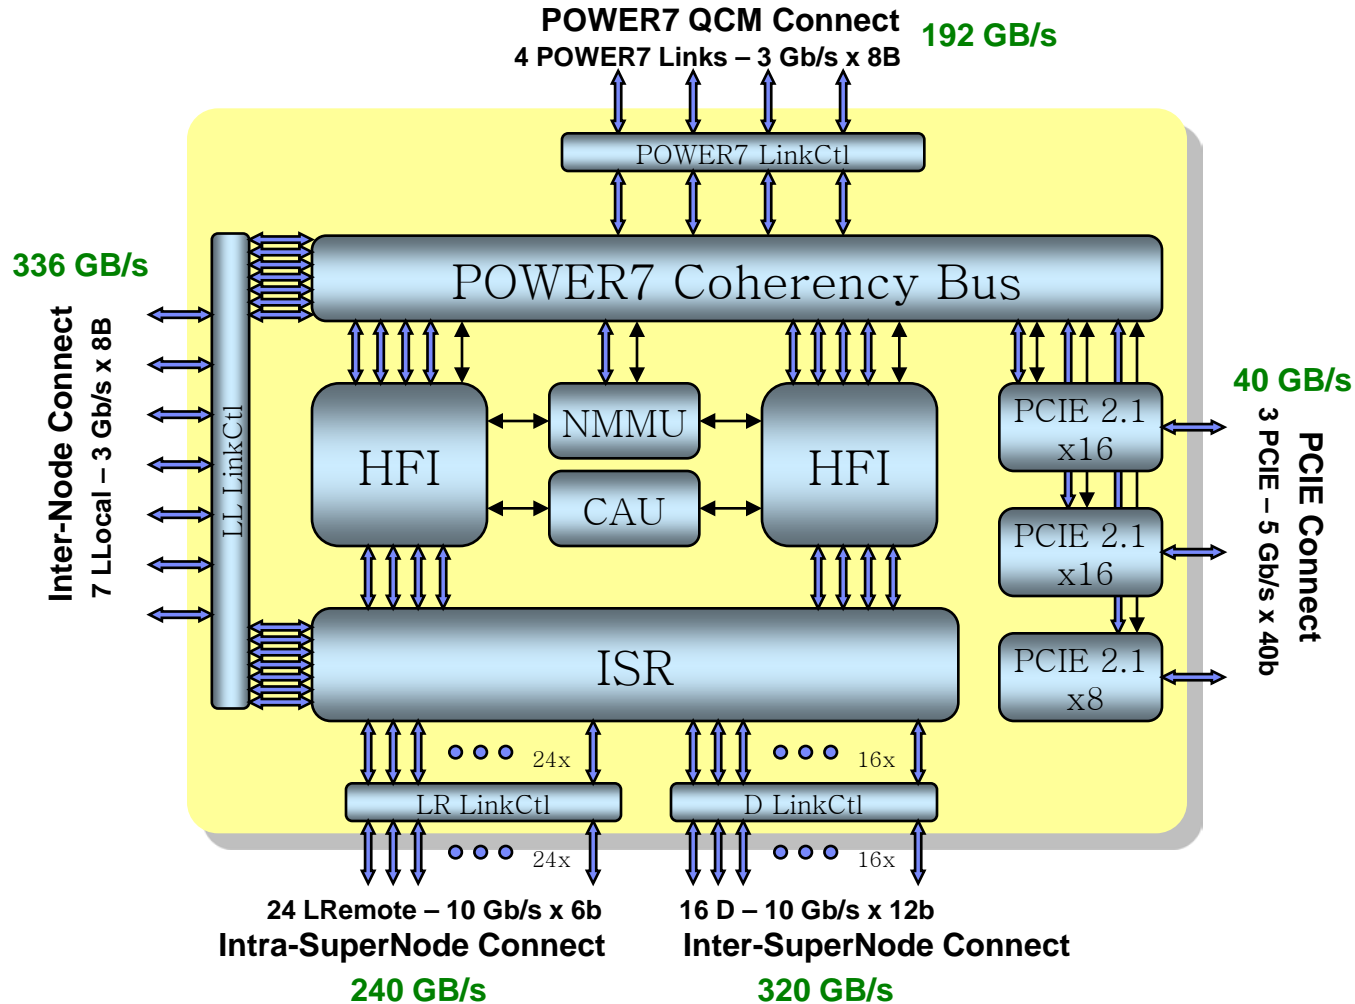 POWER7 QCM Connect
192 GB/s
4 POWER7 Links – 3 Gb/s x 8B
POWER7 LinkCtl
336 GB/s
Inter-Node Connect
7 LLocal – 3 Gb/s x 8B
LL LinkCtl
POWER7 Coherency Bus
HFI
NMMU
CAU
HFI
PCIE 2.1
x16
PCIE 2.1
x16
PCIE 2.1
x8
40 GB/s
3 PCIE – 5 Gb/s x 40b
PCIE Connect
ISR
24x
16x
LR LinkCtl
D LinkCtl
24x
16x
24 LRemote – 10 Gb/s x 6b
Intra-SuperNode Connect
240 GB/s
16 D – 10 Gb/s x 12b
Inter-SuperNode Connect
320 GB/s